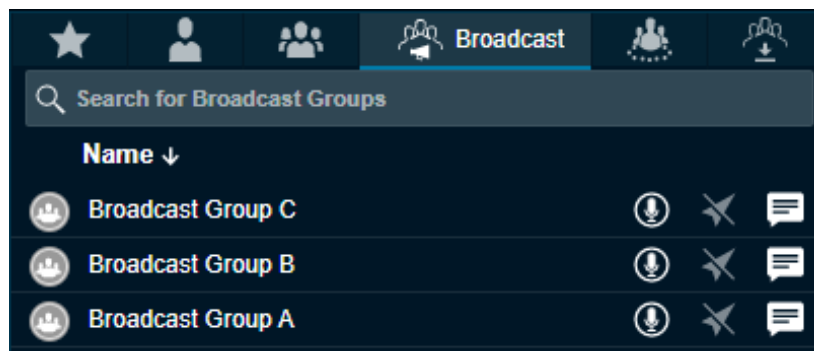 Broadcast
Search for Broadcast Groups
Name ↓
Broadcast Group C
Broadcast Group B
Broadcast Group A